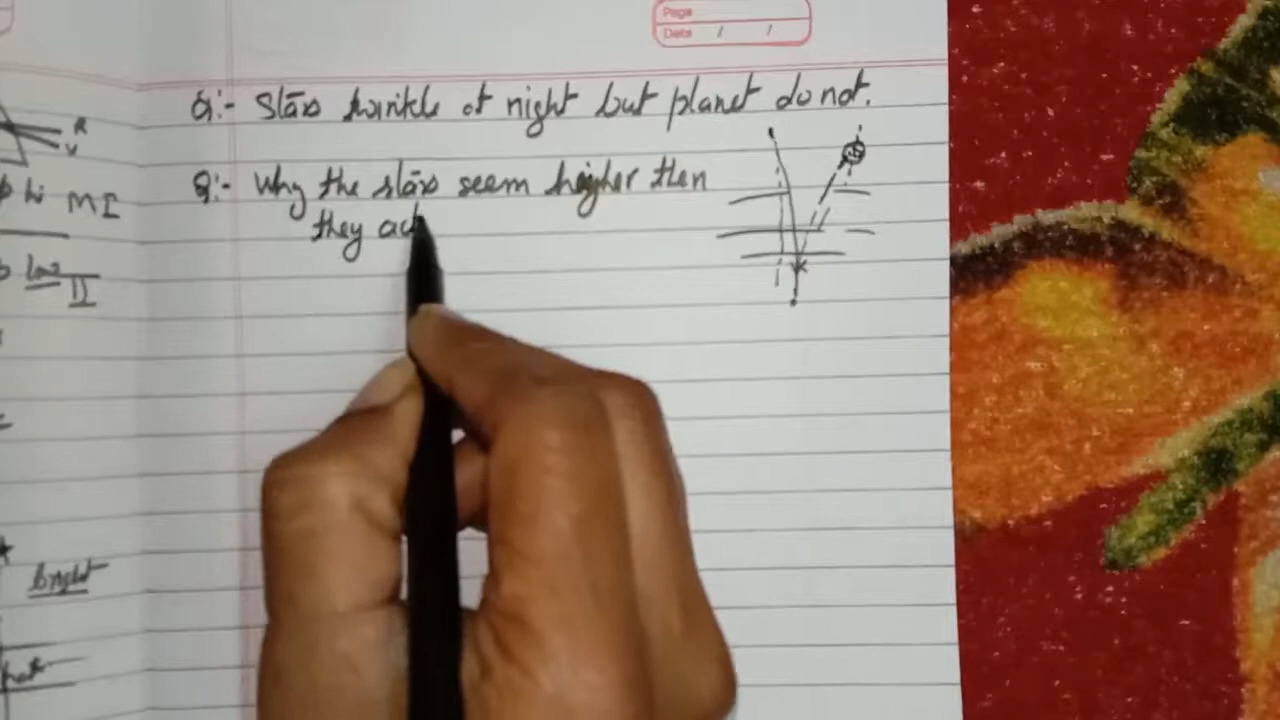 Page
Date / /
Q:- Stars twinkle at night but planet do not.
R
V
Q:- Why the stars seem higher then
they act
MI
bright